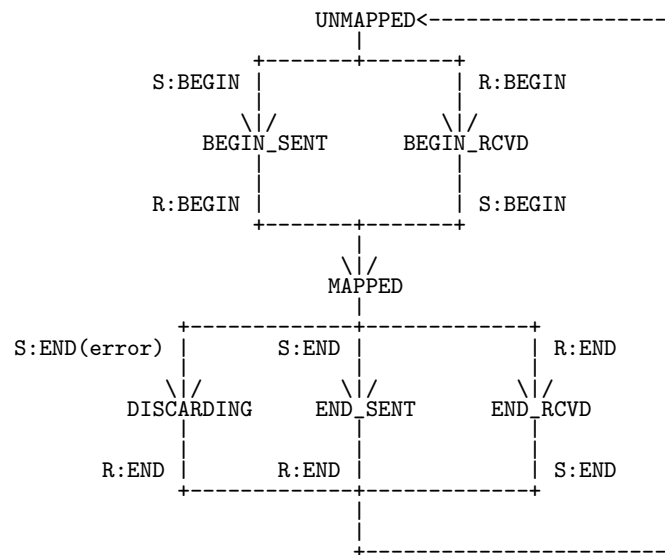 UNMAPPED<------------------
S:BEGIN R:BEGIN
BEGIN_SENT BEGIN_RCVD
R:BEGIN S:BEGIN
MAPPED
S:END(error) S:END R:END
DISCARDING END_SENT END_RCVD
R:END R:END S:END